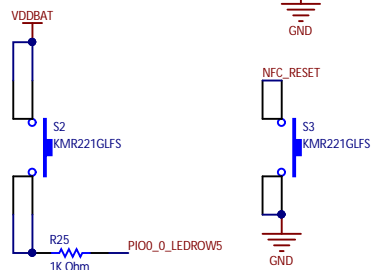 VDDBAT
GND
NFC_RESET
S2
KMR221GLFS
S3
KMR221GLFS
R25
PIO0_0_LEDROW5
1K Ohm
GND